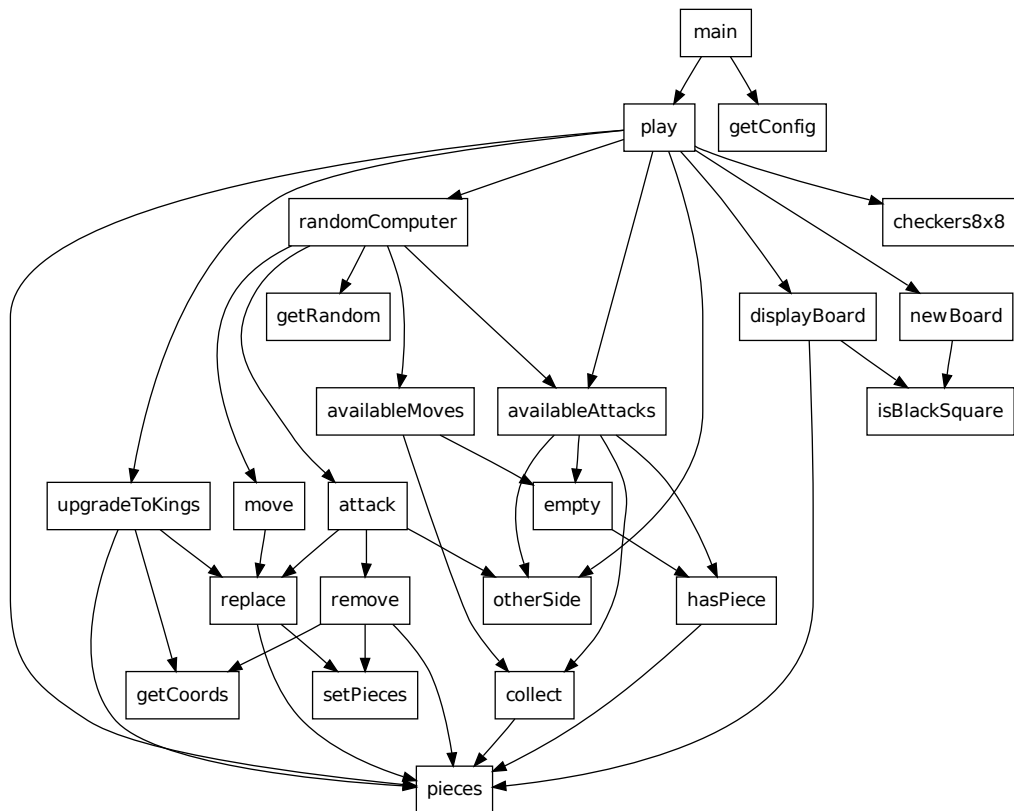 main
play
getConfig
randomComputer
checkers8x8
getRandom
displayBoard
newBoard
availableMoves
availableAttacks
isBlackSquare
upgradeToKings
move
attack
empty
replace
remove
otherSide
hasPiece
getCoords
setPieces
collect
pieces